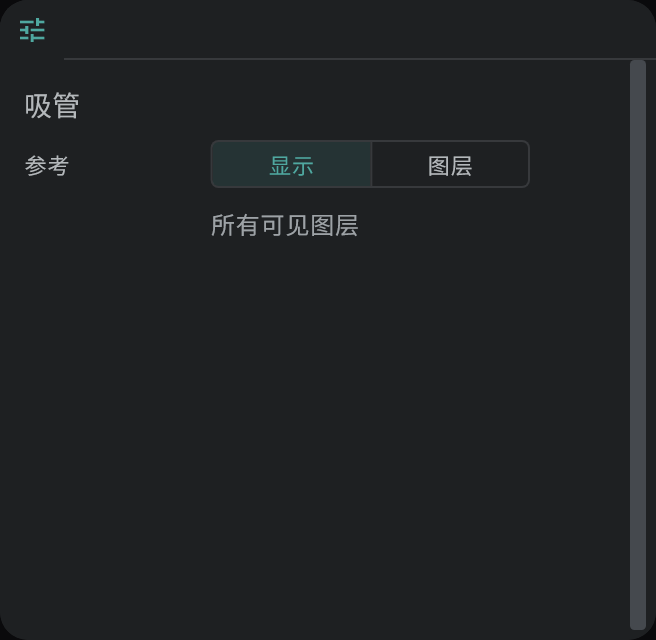 吸管
参考 显示 图层
所有可见图层